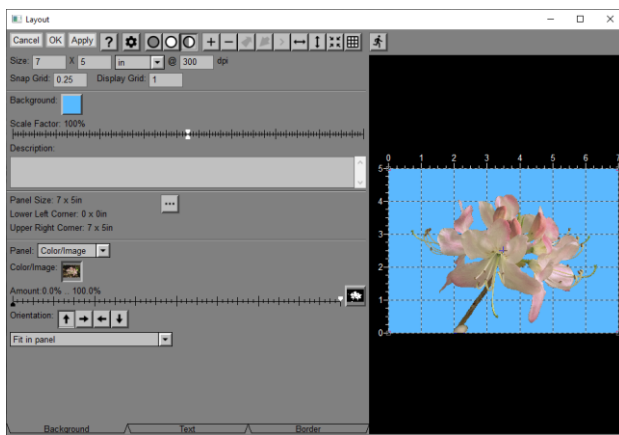 Layout
Cancel OK Apply ?
Size: 7 X 5 in @ 300 dpi
Snap Grid: 0.25 Display Grid: 1
Background:
Scale Factor: 100%
Description:
Panel Size: 7 x 5in ...
Lower Left Corner: 0 x 0in
Upper Right Corner: 7 x 5in
Panel: Color/Image
Color/Image:
Amount:0.0% .. 100.0%
Orientation:
Fit in panel
Background Text Border
0 1 2 3 4 5 6 7
5
4
3
2
1
0